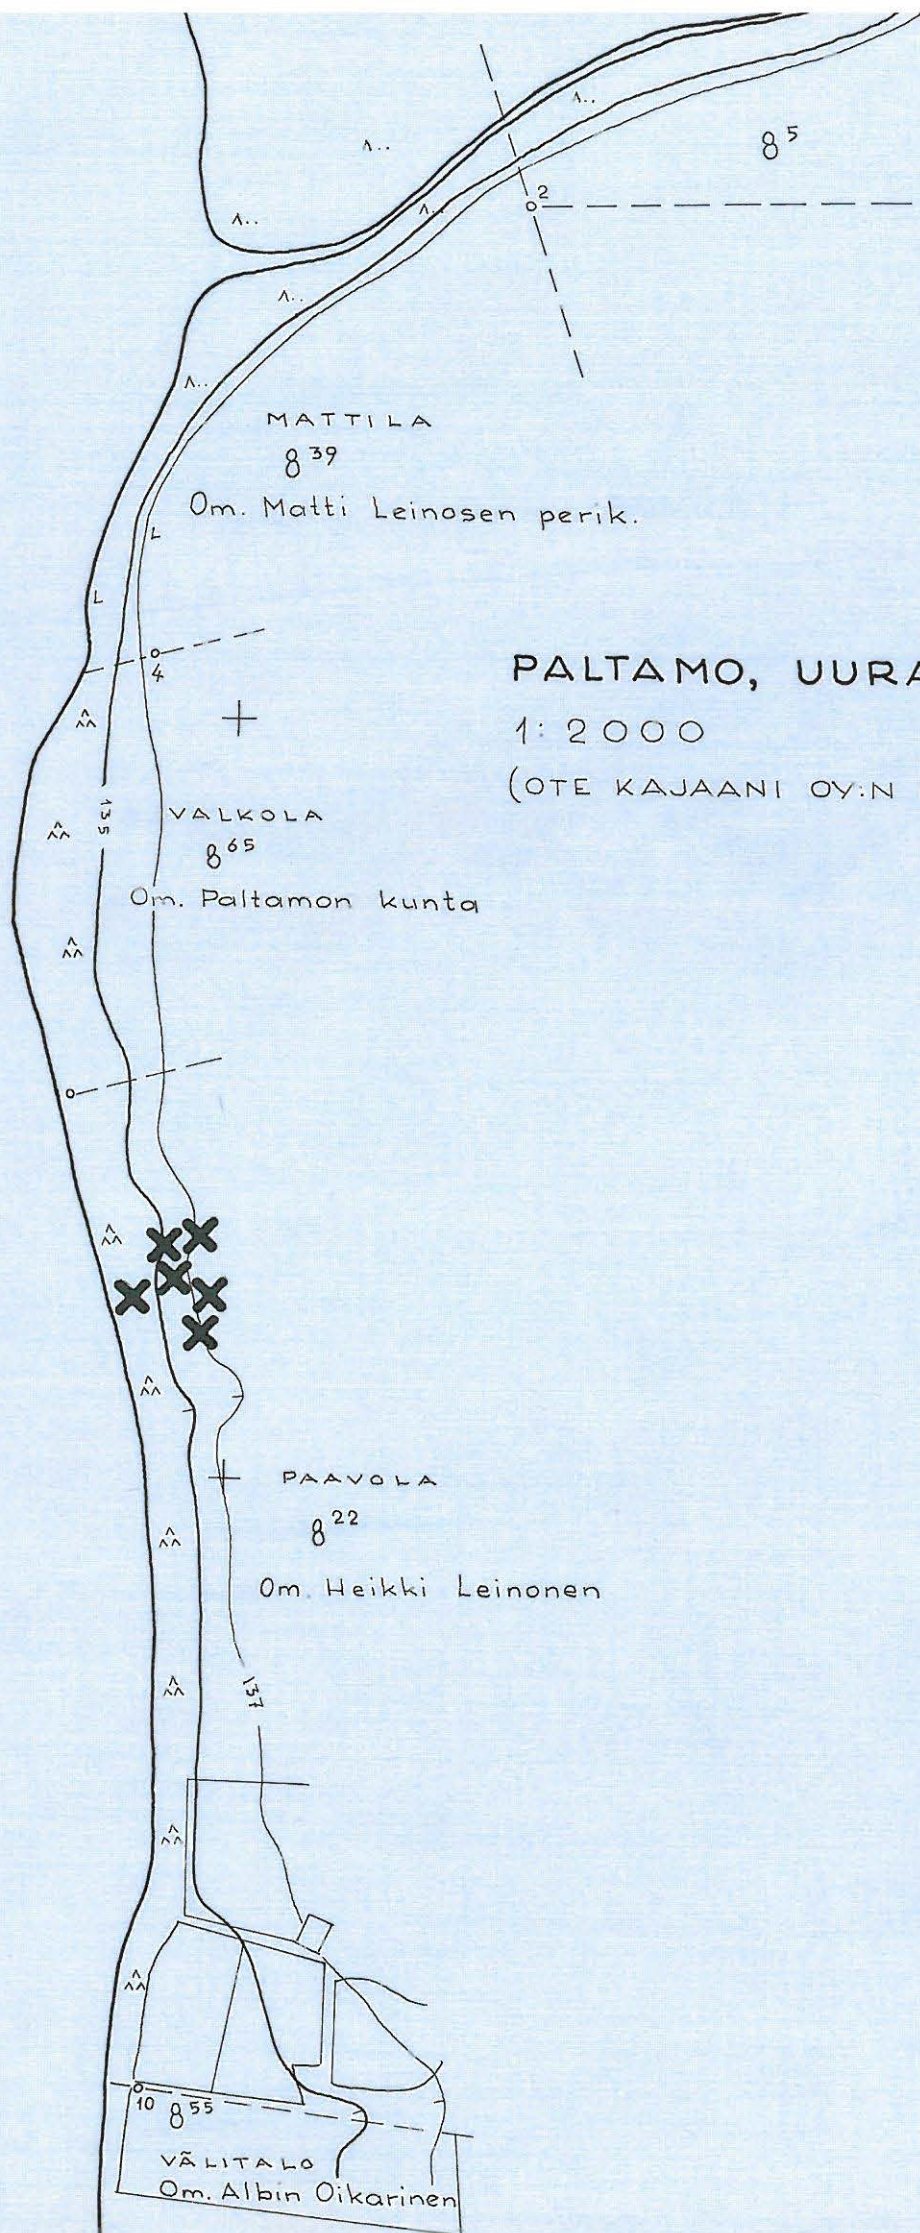 8⁵
2
MATTILA
8³⁹
Om. Matti Leinosen perik.
L
L
4
PALTAMO, UURA
1:2000
(OTE KAJAANI OY:N
135
VALKOLA
8⁶⁵
Om. Paltamon kunta
PAAVOLA
8²²
Om. Heikki Leinonen
137
10
8⁵⁵
VÄLITALO
Om. Albin Oikarinen